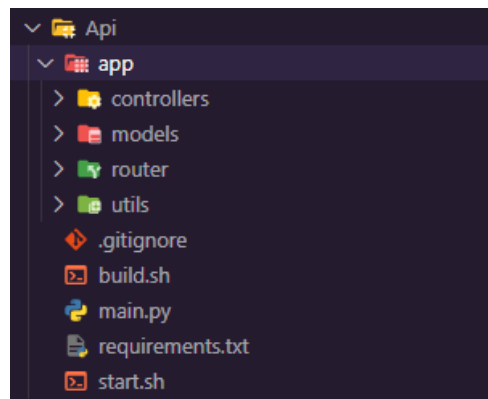 Api
app
controllers
models
router
utils
.gitignore
build.sh
main.py
requirements.txt
start.sh